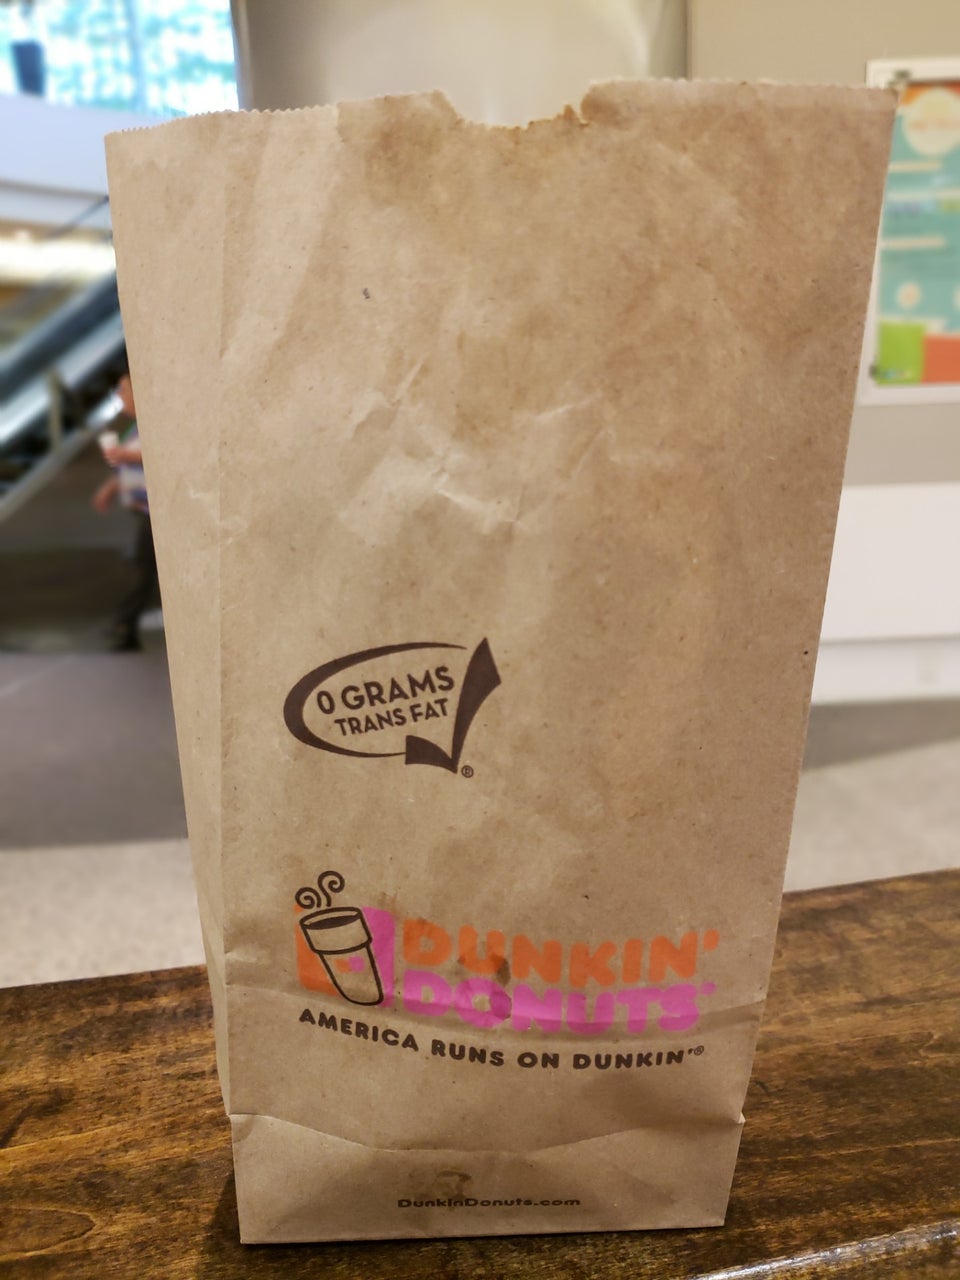 0 GRAMS
TRANS FAT
®
DUNKIN'
DONUTS®
AMERICA RUNS ON DUNKIN'®
DunkinDonuts.com